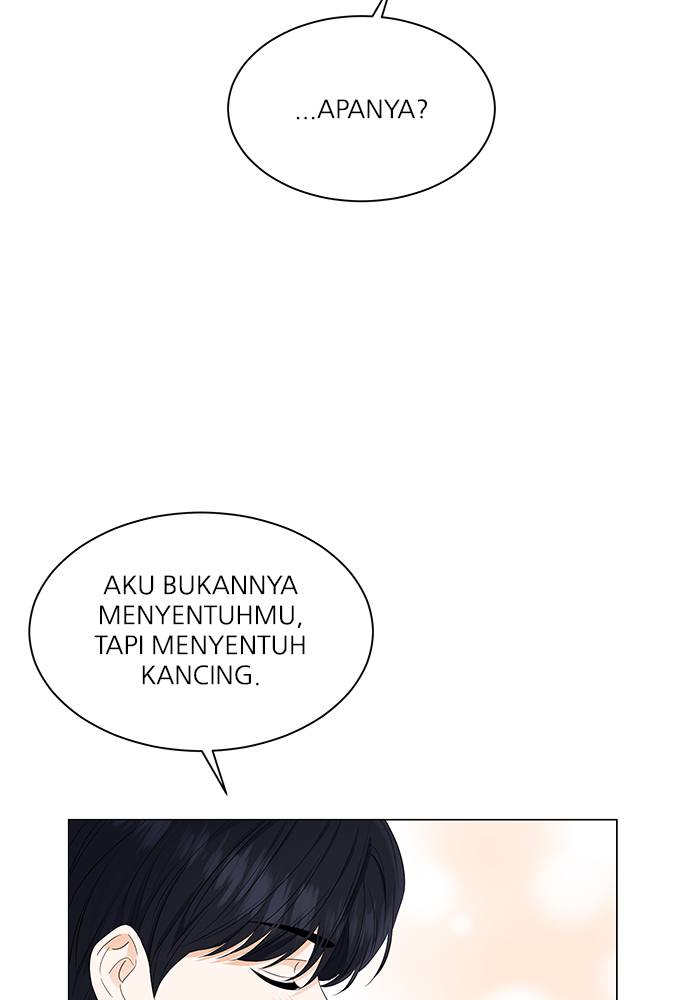 ...APANYA?
AKU BUKANNYA
MENYENTUHMU,
TAPI MENYENTUH
KANCING.